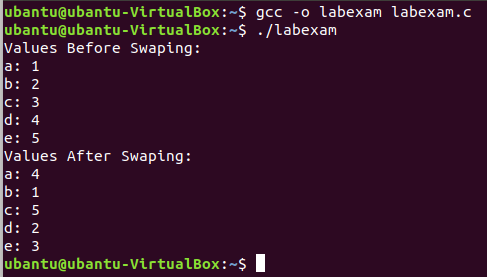 ubantu@ubantu-VirtualBox:~$ gcc -o labexam labexam.c
ubantu@ubantu-VirtualBox:~$ ./labexam
Values Before Swaping:
a: 1
b: 2
c: 3
d: 4
e: 5
Values After Swaping:
a: 4
b: 1
c: 5
d: 2
e: 3
ubantu@ubantu-VirtualBox:~$